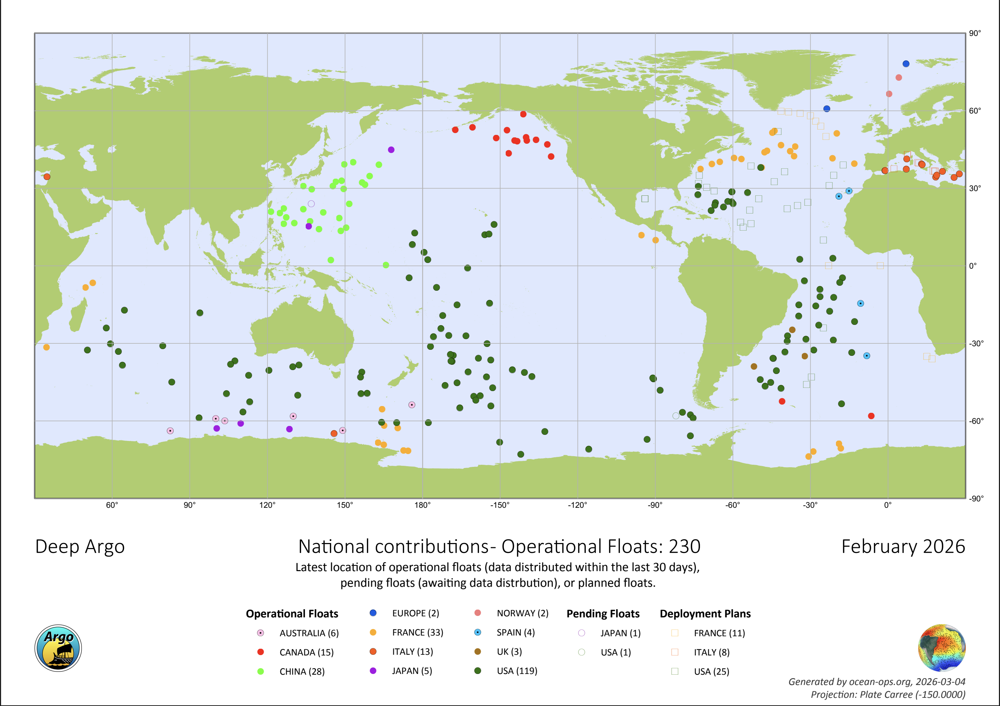 90°
60°
30°
0°
-30°
-60°
-90°
60°
90°
120°
150°
180°
-150°
-120°
-90°
-60°
-30°
0°
Deep Argo
National contributions- Operational Floats: 230
February 2026
Latest location of operational floats (data distributed within the last 30 days),
pending floats (awaiting data distrbution), or planned floats.
Operational Floats
AUSTRALIA (6)
CANADA (15)
CHINA (28)
EUROPE (2)
FRANCE (33)
ITALY (13)
JAPAN (5)
NORWAY (2)
SPAIN (4)
UK (3)
USA (119)
Pending Floats
JAPAN (1)
USA (1)
Deployment Plans
FRANCE (11)
ITALY (8)
USA (25)
Argo
Generated by ocean-ops.org, 2026-03-04
Projection: Plate Carree (-150.0000)